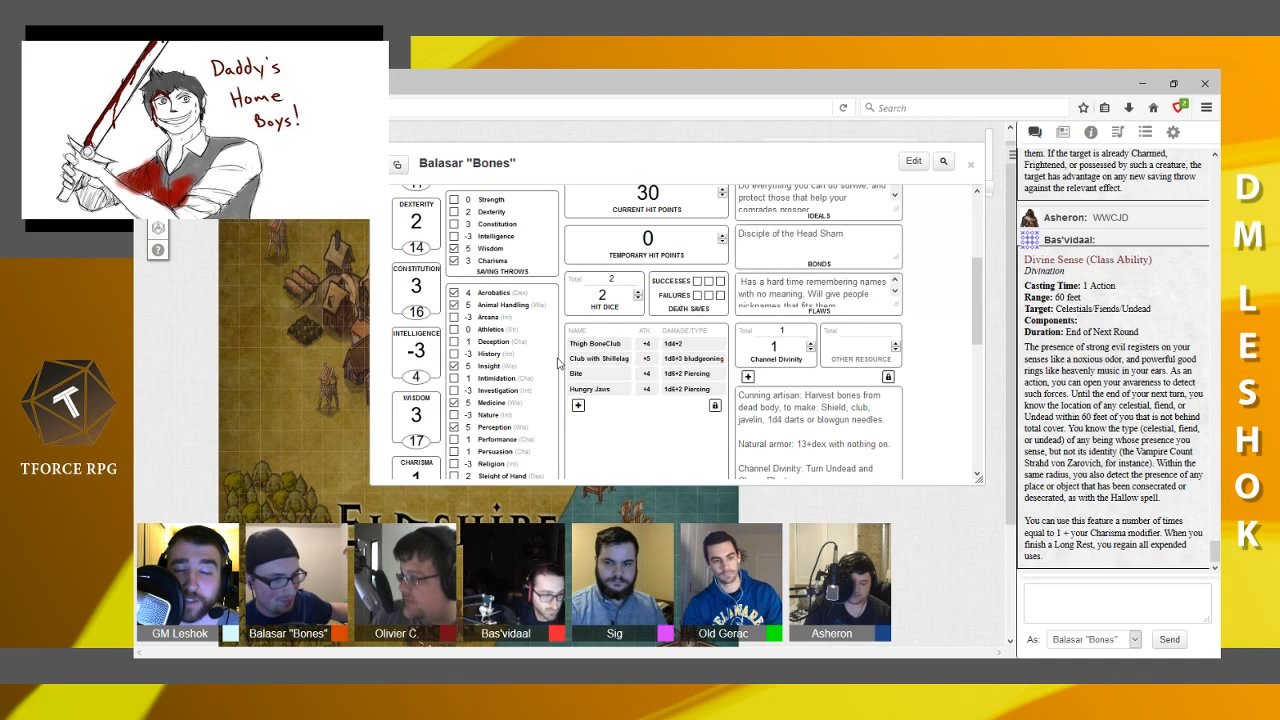 Daddy's
Home
Boys!
Search
2
Balasar "Bones"
Edit
DEXTERITY
2
14
CONSTITUTION
3
16
INTELLIGENCE
-3
4
WISDOM
3
17
CHARISMA
0 Strength
2 Dexterity
3 Constitution
-3 Intelligence
5 Wisdom
3 Charisma
SAVING THROWS
4 Acrobatics (Dex)
5 Animal Handling (Wis)
-3 Arcana (Int)
0 Athletics (Str)
1 Deception (Cha)
-3 History (Int)
5 Insight (Wis)
1 Intimidation (Cha)
-3 Investigation (Int)
5 Medicine (Wis)
-3 Nature (Int)
5 Perception (Wis)
1 Performance (Cha)
1 Persuasion (Cha)
-3 Religion (Int)
2 Sleight of Hand (Dex)
30
CURRENT HIT POINTS
0
TEMPORARY HIT POINTS
Total 2
2
HIT DICE
SUCCESSES
FAILURES
DEATH SAVES
NAME ATK DAMAGE/TYPE
Thigh BoneClub +4 1d4+2
Club with Shillelag +5 1d8+3 bludgeoning
Bite +4 1d6+2 Piercing
Hungry Jaws +4 1d6+2 Piercing
Do everything you can do survive, and
protect those that help your
comrades prosper
IDEALS
Disciple of the Head Sham
BONDS
Has a hard time remembering names
with no meaning. Will give people
nicknames that fits them
FLAWS
Total 1
1
Channel Divinity
Total
OTHER RESOURCE
Cunning artisan: Harvest bones from
dead body, to make: Shield, club,
javelin, 1d4 darts or blowgun needles.
Natural armor: 13+dex with nothing on.
Channel Divinity: Turn Undead and
them. If the target is already Charmed,
Frightened, or possessed by such a creature, the
target has advantage on any new saving throw
against the relevant effect.
Asheron: WWCJD
Bas'vidaal:
Divine Sense (Class Ability)
Divination
Casting Time: 1 Action
Range: 60 feet
Target: Celestials/Fiends/Undead
Components:
Duration: End of Next Round
The presence of strong evil registers on your
senses like a noxious odor, and powerful good
rings like heavenly music in your ears. As an
action, you can open your awareness to detect
such forces. Until the end of your next turn, you
know the location of any celestial, fiend, or
Undead within 60 feet of you that is not behind
total cover. You know the type (celestial, fiend,
or undead) of any being whose presence you
sense, but not its identity (the Vampire Count
Strahd von Zarovich, for instance). Within the
same radius, you also detect the presence of any
place or object that has been consecrated or
desecrated, as with the Hallow spell.
You can use this feature a number of times
equal to 1 + your Charisma modifier. When you
finish a Long Rest, you regain all expended
uses.
As: Balasar "Bones" Send
DM LESHOK
T
TFORCE RPG
GM Leshok
Balasar "Bones"
Olivier C.
Bas'vidaal
Sig
Old Gerac
Asheron
DELAWARE